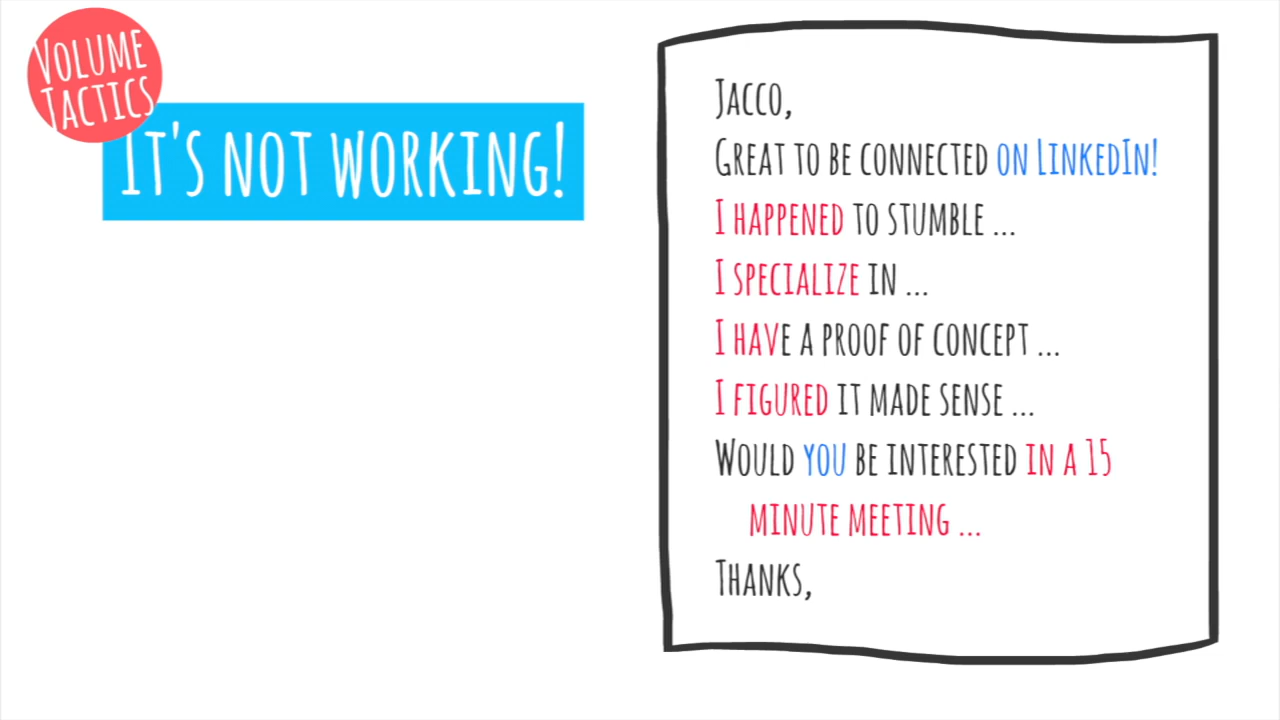 VOLUME
TACTICS
IT'S NOT WORKING!
JACCO,
GREAT TO BE CONNECTED ON LINKEDIN!
I HAPPENED TO STUMBLE ...
I SPECIALIZE IN ...
I HAVE A PROOF OF CONCEPT ...
I FIGURED IT MADE SENSE ...
WOULD YOU BE INTERESTED IN A 15
MINUTE MEETING ...
THANKS,